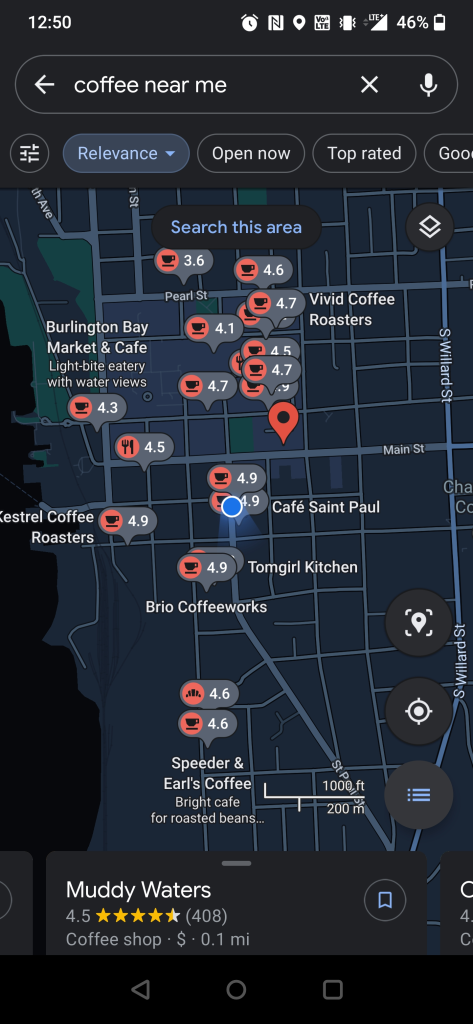 12:50
LTE+
46%
coffee near me
Relevance
Open now
Top rated
Search this area
3.6
4.6
Pearl St
4.7
Vivid Coffee
Roasters
4.1
Burlington Bay
Market & Cafe
Light-bite eatery
with water views
4.5
4.7
4.7
4.3
S Willard St
4.5
Main St
4.9
4.9
Café Saint Paul
Kestrel Coffee
Roasters
4.9
4.9
Tomgirl Kitchen
Brio Coffeeworks
S Willard St
4.6
4.6
Speeder &
Earl's Coffee
Bright cafe
for roasted beans...
St Paul St
1000 ft
200 m
Muddy Waters
4.5 (408)
Coffee shop · $ · 0.1 mi